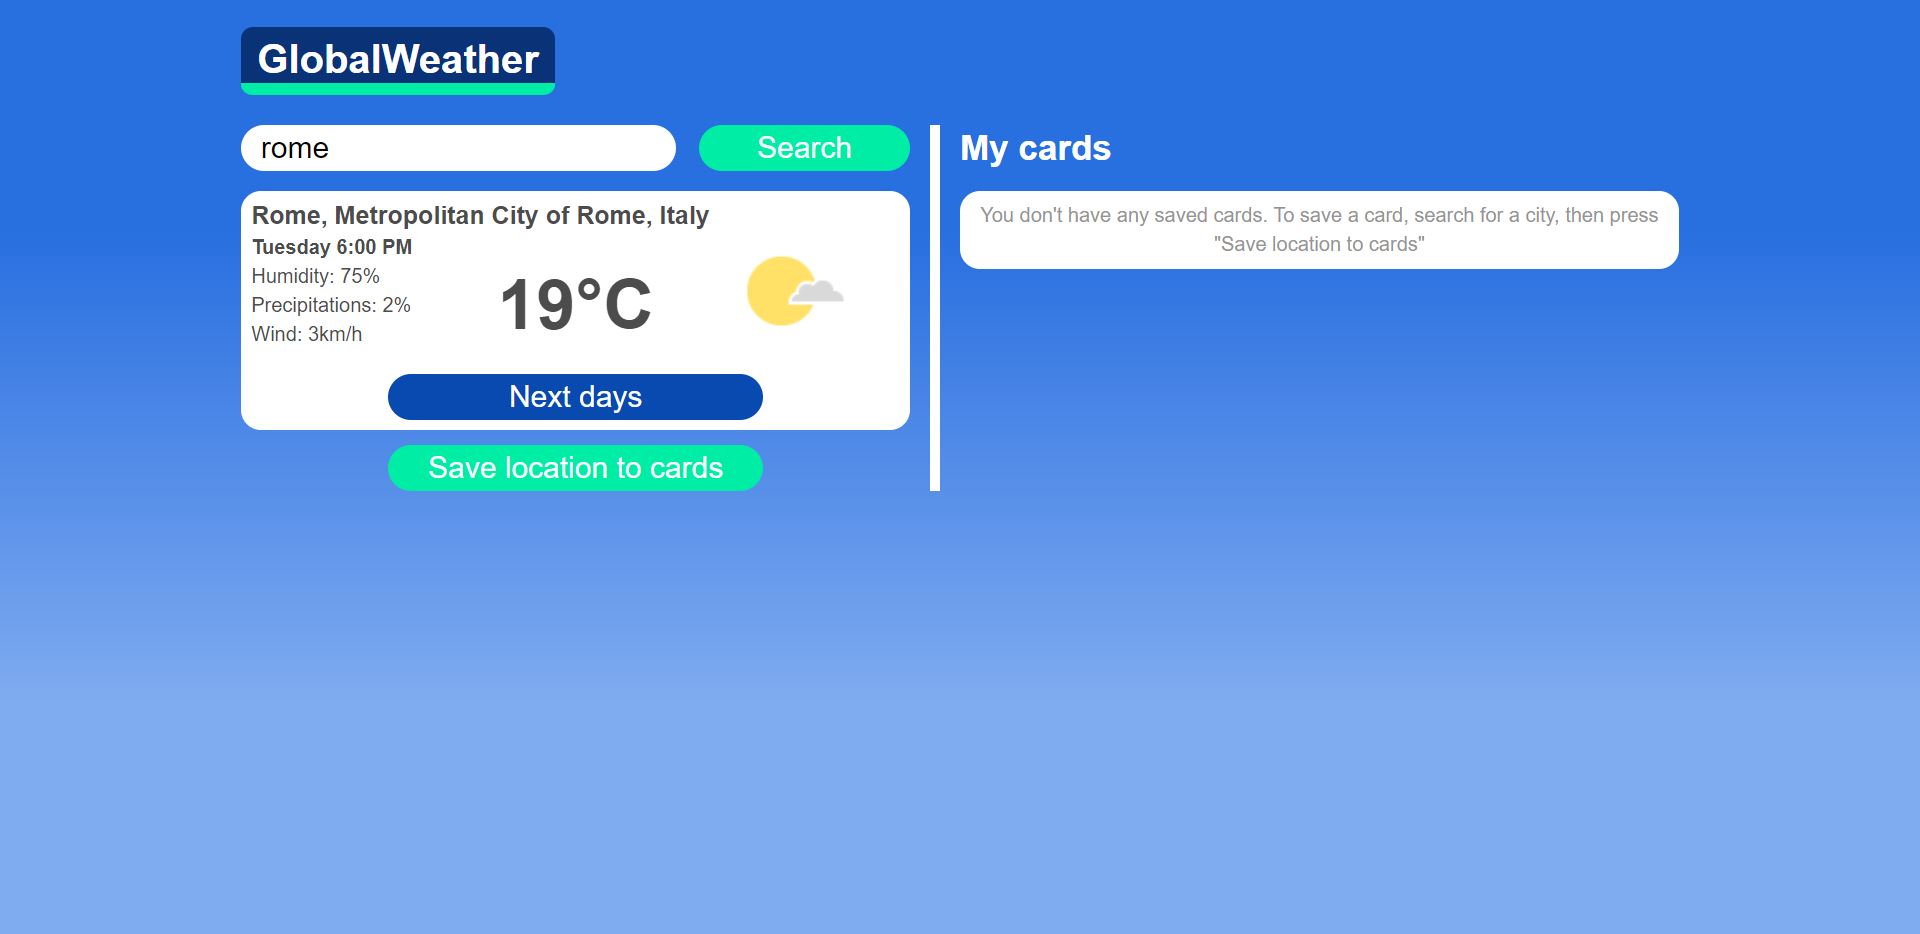 GlobalWeather
rome
Search
Rome, Metropolitan City of Rome, Italy
Tuesday 6:00 PM
Humidity: 75%
Precipitations: 2%
Wind: 3km/h
19°C
Next days
Save location to cards
My cards
You don't have any saved cards. To save a card, search for a city, then press
"Save location to cards"